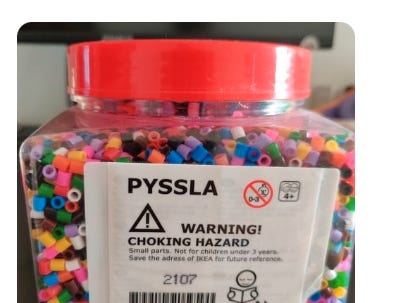 PYSSLA
0-3
4+
WARNING!
CHOKING HAZARD
Small parts. Not for children under 3 years.
Save the adress of IKEA for future reference.
2107